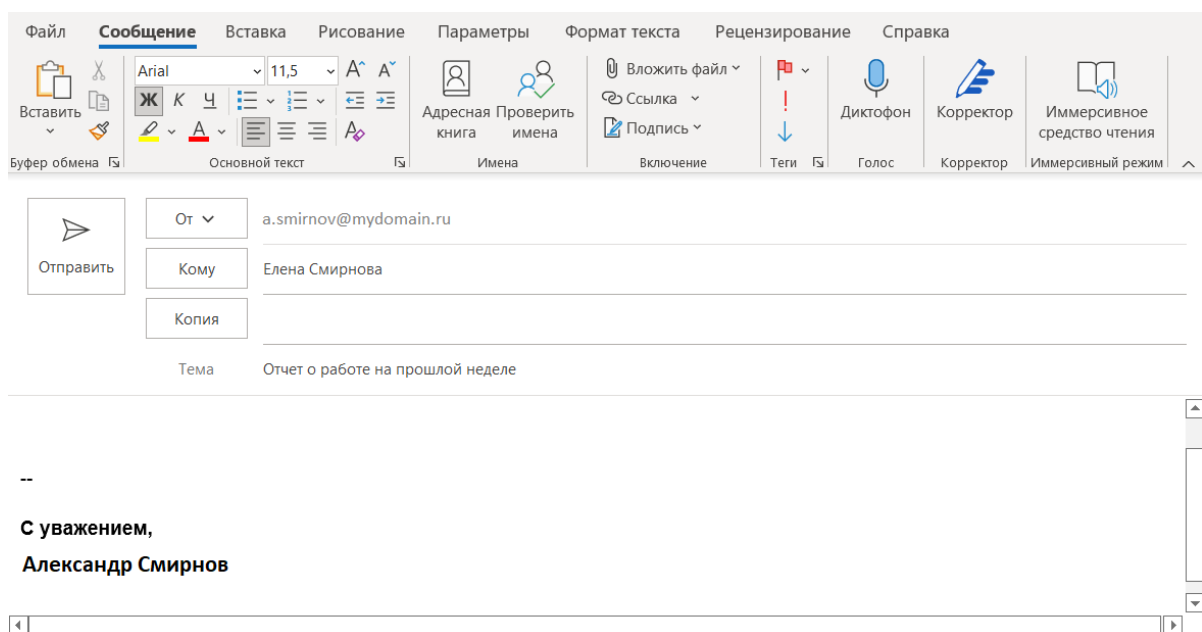 Файл Сообщение Вставка Рисование Параметры Формат текста Рецензирование Справка
Arial 11,5 Вложить файл
Вставить Ж К Ч Адресная книга Проверить имена Ссылка Диктофон Корректор Иммерсивное средство чтения
Подпись
Буфер обмена Основной текст Имена Включение Теги Голос Корректор Иммерсивный режим
Отправить
От a.smirnov@mydomain.ru
Кому Елена Смирнова
Копия
Тема Отчет о работе на прошлой неделе
--
С уважением,
Александр Смирнов